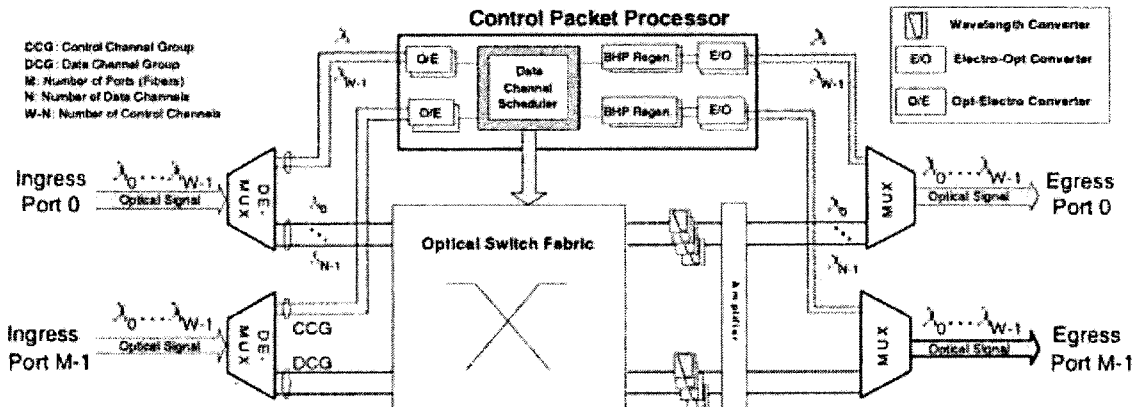 Control Packet Processor
CCG: Control Channel Group
DCG: Data Channel Group
M: Number of Ports (Fibers)
N: Number of Data Channels
W-N: Number of Control Channels
λ
λW-1
O/E
O/E
Data
Channel
Scheduler
BHP Regen.
E/O
BHP Regen.
E/O
λW-1
Wavelength Converter
E/O
Electro-Opt Converter
O/E
Opt-Electro Converter
Ingress
Port 0
λ0....λW-1
Optical Signal
DE-
MUX
λ0
λN-1
Optical Switch Fabric
Amplifier
λ0
λN-1
MUX
λ0....λW-1
Optical Signal
Egress
Port 0
Ingress
Port M-1
λ0....λW-1
Optical Signal
DE-
MUX
CCG
DCG
MUX
λ0....λW-1
Optical Signal
Egress
Port M-1